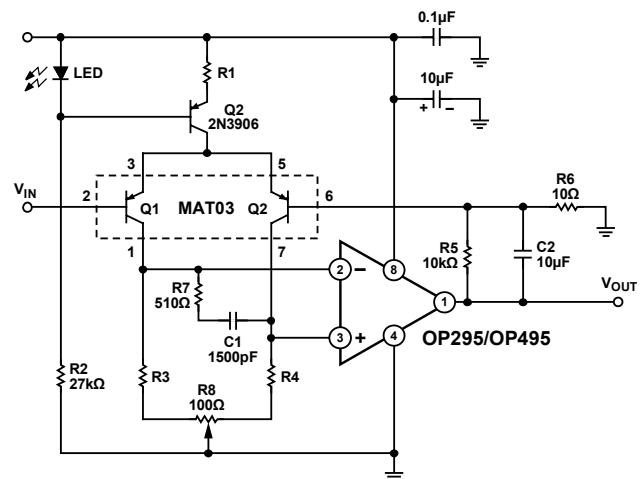 0.1µF
LED
R1
10µF
+ −
Q2
2N3906
3
5
VIN
2
6
R6
10Ω
Q1
MAT03
Q2
1
7
R5
10kΩ
C2
10µF
2
−
8
R7
510Ω
1
VOUT
3
+
4
OP295/OP495
C1
1500pF
R2
27kΩ
R3
R4
R8
100Ω